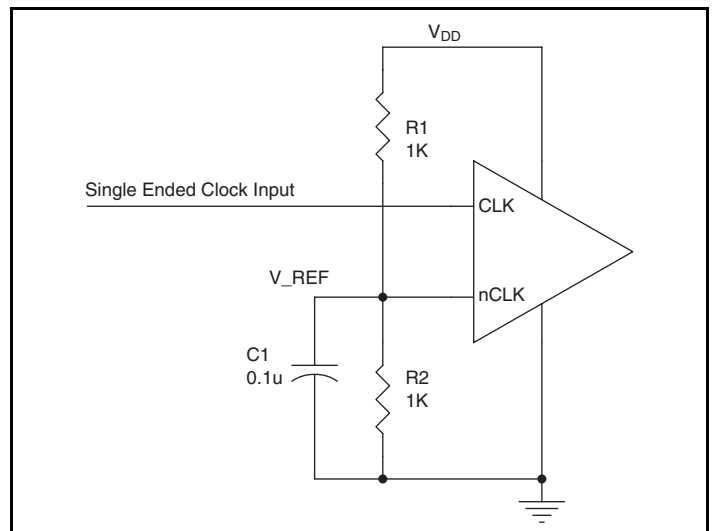 VDD
R1
1K
Single Ended Clock Input
CLK
V_REF
nCLK
C1
0.1u
R2
1K